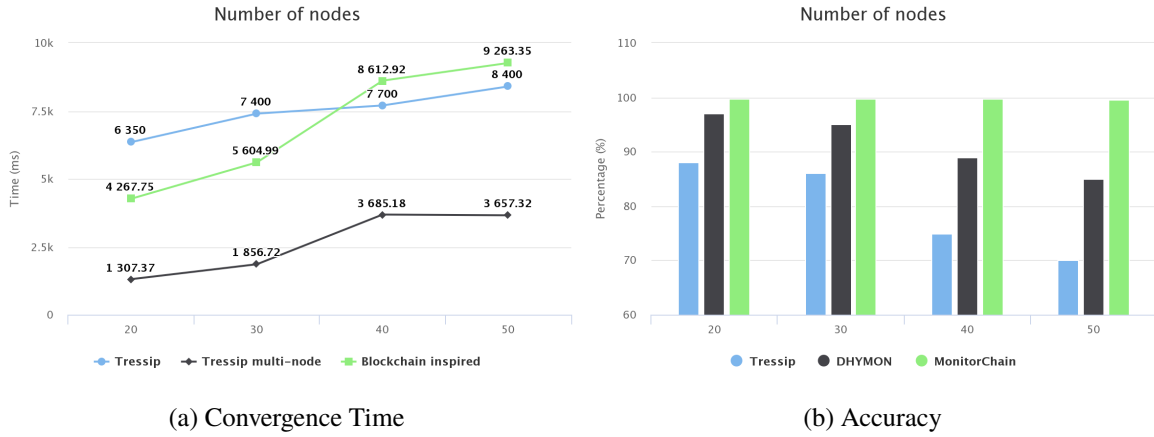 Number of nodes
Time (ms)
10k
7.5k
5k
2.5k
0
6 350
7 400
7 700
8 400
4 267.75
5 604.99
8 612.92
9 263.35
1 307.37
1 856.72
3 685.18
3 657.32
20 30 40 50
Tressip Tressip multi-node Blockchain inspired
(a) Convergence Time
Number of nodes
Percentage (%)
110
100
90
80
70
60
20 30 40 50
Tressip DHYMON MonitorChain
(b) Accuracy